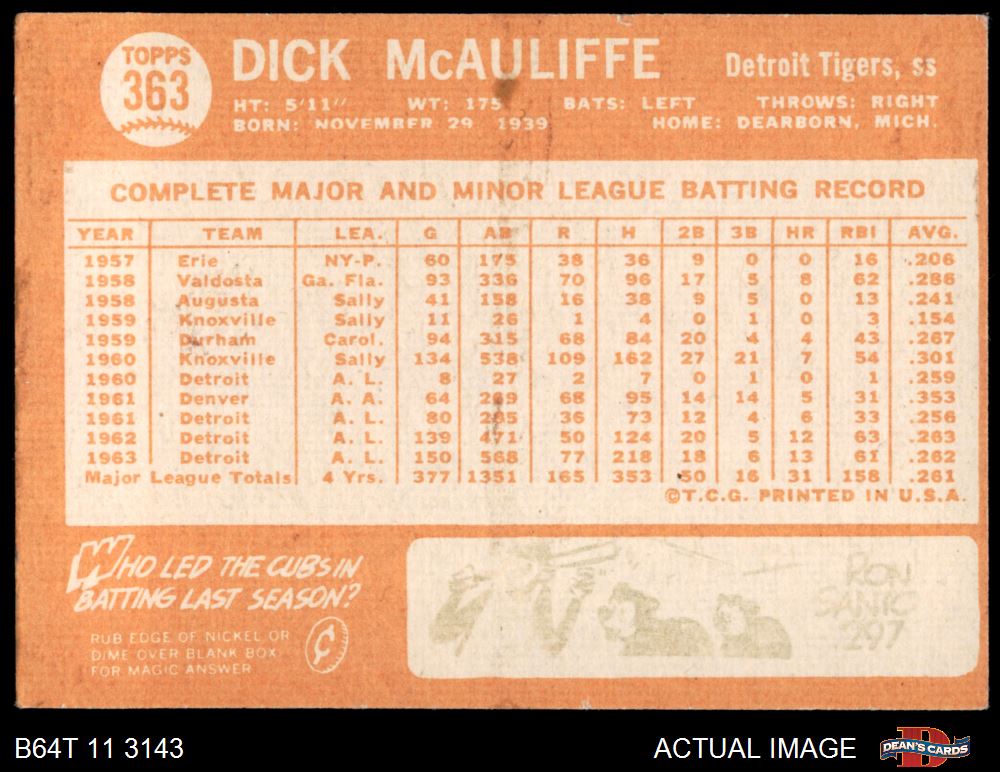 TOPPS
363
DICK McAULIFFE
Detroit Tigers, ss
HT: 5'11" WT: 175 BATS: LEFT THROWS: RIGHT
BORN: NOVEMBER 29, 1939 HOME: DEARBORN, MICH.
COMPLETE MAJOR AND MINOR LEAGUE BATTING RECORD
YEAR TEAM LEA. G AB R H 2B 3B HR RBI AVG.
1957 Erie NY-P. 60 175 38 36 9 0 0 16 .206
1958 Valdosta Ga. Fla. 93 336 70 96 17 5 8 62 .286
1958 Augusta Sally 41 158 16 38 9 5 0 13 .241
1959 Knoxville Sally 11 26 1 4 0 1 0 3 .154
1959 Durham Carol. 94 315 68 84 20 4 4 43 .267
1960 Knoxville Sally 134 538 109 162 27 21 7 54 .301
1960 Detroit A. L. 8 27 2 7 0 1 0 1 .259
1961 Denver A. A. 64 269 68 95 14 14 5 31 .353
1961 Detroit A. L. 80 285 36 73 12 4 6 33 .256
1962 Detroit A. L. 139 471 50 124 20 5 12 63 .263
1963 Detroit A. L. 150 568 77 218 18 6 13 61 .262
Major League Totals 4 Yrs. 377 1351 165 353 50 16 31 158 .261
©T.C.G. PRINTED IN U.S.A.
WHO LED THE CUBS IN
BATTING LAST SEASON?
RUB EDGE OF NICKEL OR
DIME OVER BLANK BOX
FOR MAGIC ANSWER
¢
RON
SANTO
.297
B64T 11 3143
ACTUAL IMAGE
D
DEAN'S CARDS